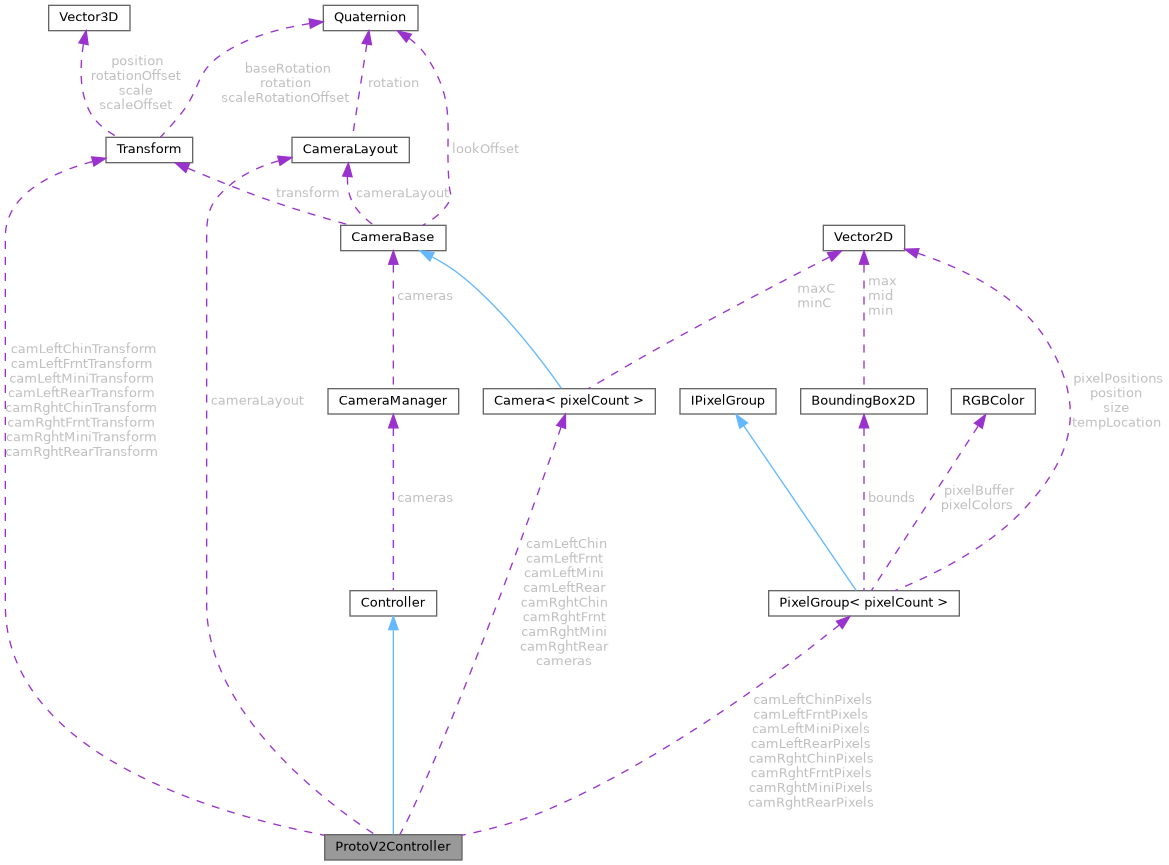 Vector3D
Quaternion
position
rotationOffset
scale
scaleOffset
baseRotation
rotation
scaleRotationOffset
rotation
Transform
CameraLayout
lookOffset
transform
cameraLayout
CameraBase
Vector2D
cameras
maxC
minC
max
mid
min
camLeftChinTransform
camLeftFrntTransform
camLeftMiniTransform
camLeftRearTransform
camRghtChinTransform
camRghtFrntTransform
camRghtMiniTransform
camRghtRearTransform
cameraLayout
CameraManager
Camera< pixelCount >
IPixelGroup
BoundingBox2D
RGBColor
pixelPositions
position
size
tempLocation
cameras
bounds
pixelBuffer
pixelColors
camLeftChin
camLeftFrnt
camLeftMini
camLeftRear
camRghtChin
camRghtFrnt
camRghtMini
camRghtRear
cameras
Controller
PixelGroup< pixelCount >
camLeftChinPixels
camLeftFrntPixels
camLeftMiniPixels
camLeftRearPixels
camRghtChinPixels
camRghtFrntPixels
camRghtMiniPixels
camRghtRearPixels
ProtoV2Controller